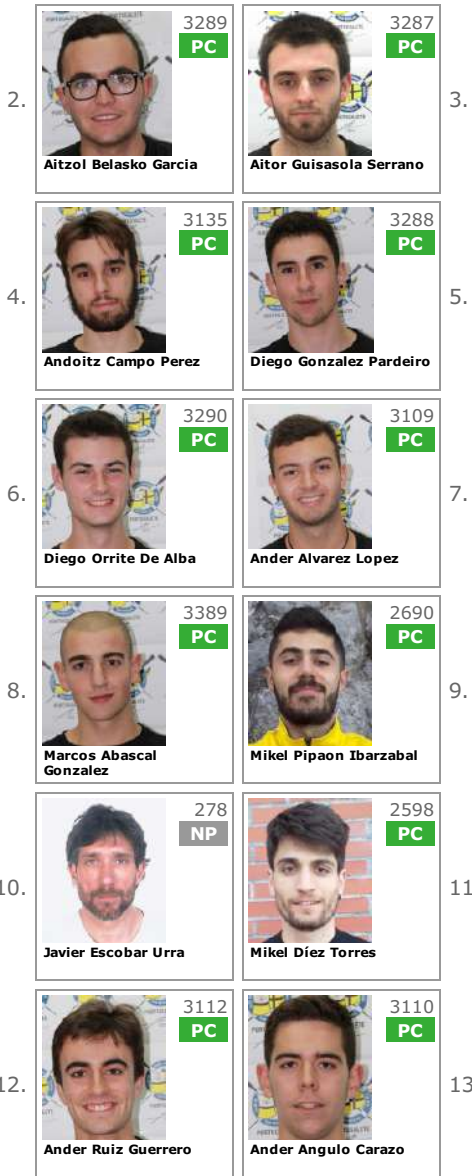 3289
PC
2.
Aitzol Belasko Garcia
3287
PC
3.
Aitor Guisasola Serrano
3135
PC
4.
Andoitz Campo Perez
3288
PC
5.
Diego Gonzalez Pardeiro
3290
PC
6.
Diego Orrite De Alba
3109
PC
7.
Ander Alvarez Lopez
3389
PC
8.
Marcos Abascal
Gonzalez
2690
PC
9.
Mikel Pipaon Ibarzabal
278
NP
10.
Javier Escobar Urra
2598
PC
11
Mikel Díez Torres
3112
PC
12.
Ander Ruiz Guerrero
3110
PC
13
Ander Angulo Carazo